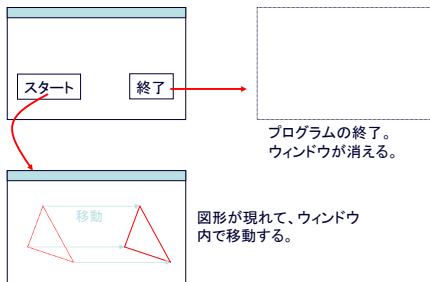 スタート
終了
プログラムの終了。
ウィンドウが消える。
移動
図形が現れて、ウィンドウ
内で移動する。